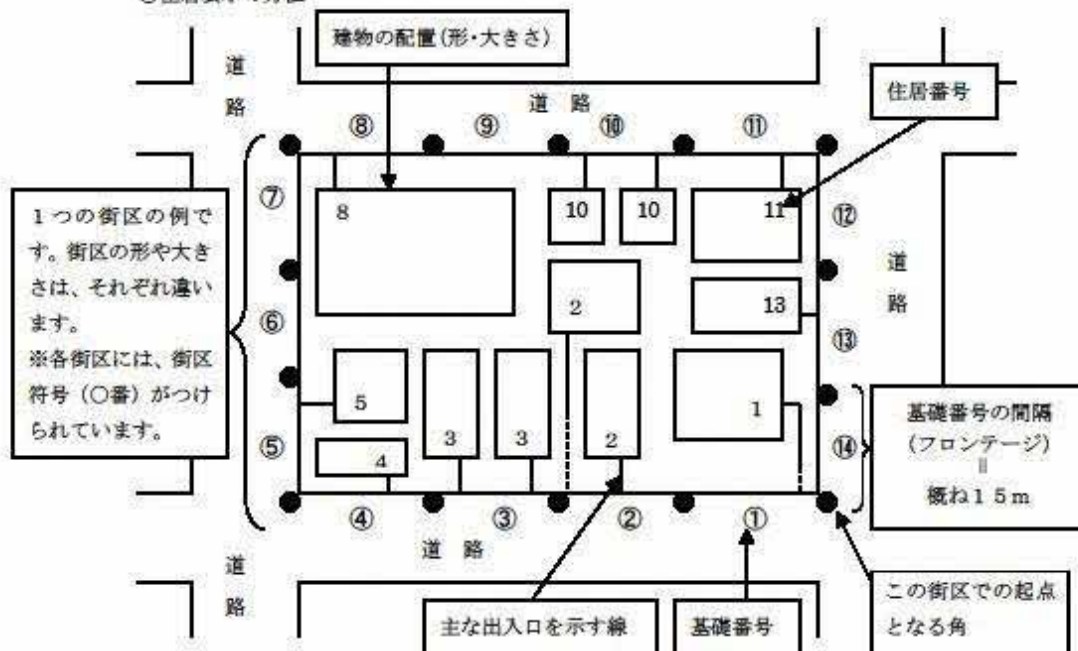 建物の配置(形・大きさ)
道
路
道 路
住居番号
⑧
⑨
⑩
⑪
⑦
8
10
10
11
⑫
1つの街区の例で
す。街区の形や大き
さは、それぞれ違い
ます。
※各街区には、街区
符号(○番)がつけ
られています。
道
路
⑥
2
13
⑬
5
3
3
2
1
⑤
4
⑭
基礎番号の間隔
(フロンテージ)
॥
概ね15m
④
③
②
①
道 路
道
路
主な出入口を示す線
基礎番号
この街区での起点
となる角